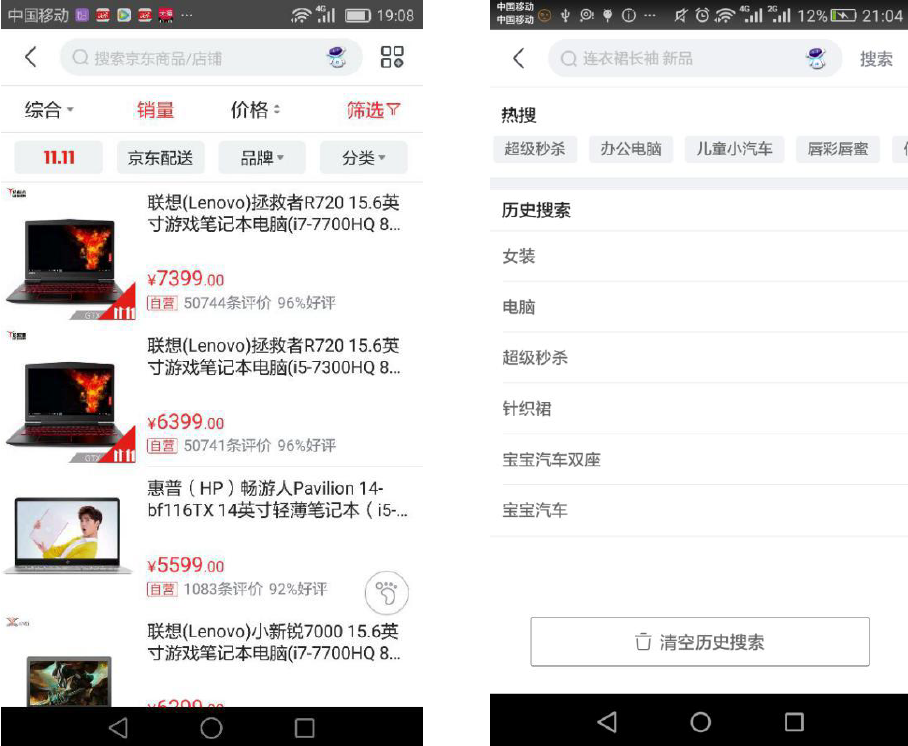 中国移动
4G
19:08
搜索京东商品/店铺
综合
销量
价格
筛选
11.11
京东配送
品牌
分类
联想(Lenovo)拯救者R720 15.6英
寸游戏笔记本电脑(i7-7700HQ 8...
¥7399.00
自营 50744条评价 96%好评
联想(Lenovo)拯救者R720 15.6英
寸游戏笔记本电脑(i5-7300HQ 8...
¥6399.00
自营 50741条评价 96%好评
惠普（HP）畅游人Pavilion 14-
bf116TX 14英寸轻薄笔记本（i5-...
¥5599.00
自营 1083条评价 92%好评
联想(Lenovo)小新锐7000 15.6英
寸游戏笔记本电脑(i7-7700HQ 8...
中国移动
中国移动
4G
2G
12%
21:04
连衣裙长袖 新品
搜索
热搜
超级秒杀
办公电脑
儿童小汽车
唇彩唇蜜
历史搜索
女装
电脑
超级秒杀
针织裙
宝宝汽车双座
宝宝汽车
清空历史搜索